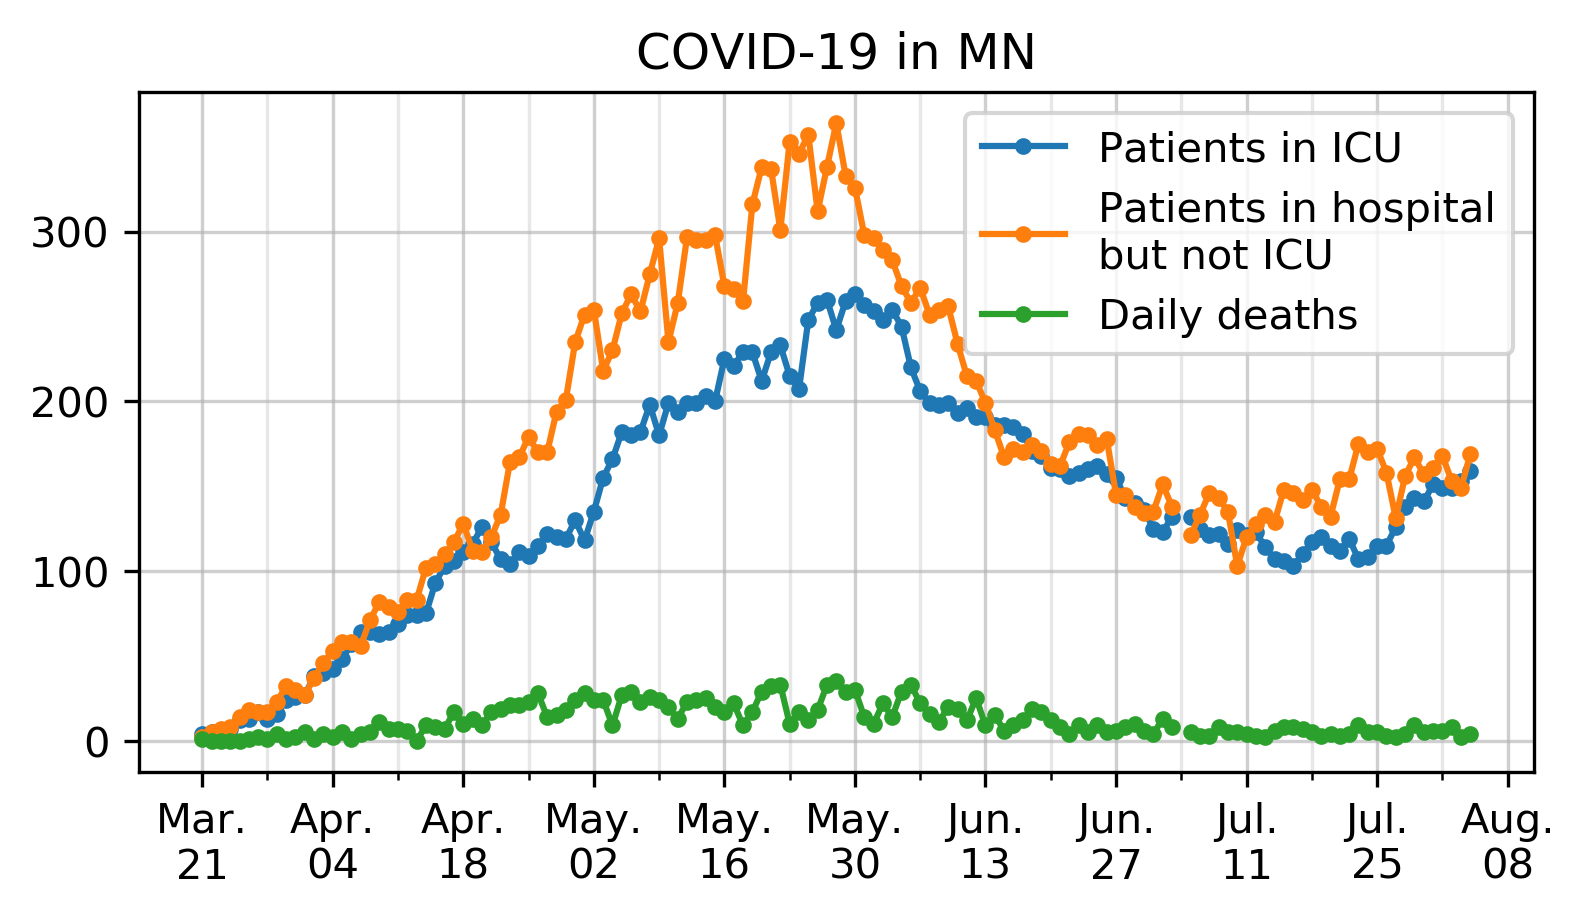 COVID-19 in MN
Patients in ICU
Patients in hospital
but not ICU
Daily deaths
300
200
100
0
Mar. Apr. Apr. May. May. May. Jun. Jun. Jul. Jul. Aug.
21 04 18 02 16 30 13 27 11 25 08